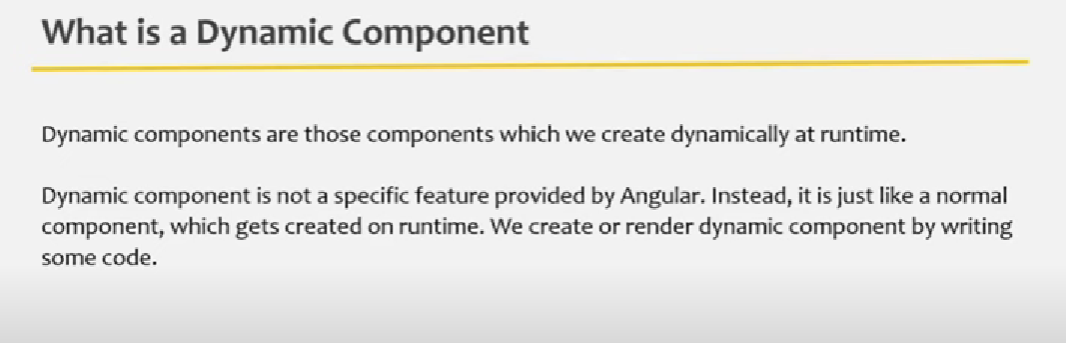 What is a Dynamic Component
Dynamic components are those components which we create dynamically at runtime.
Dynamic component is not a specific feature provided by Angular. Instead, it is just like a normal
component, which gets created on runtime. We create or render dynamic component by writing
some code.